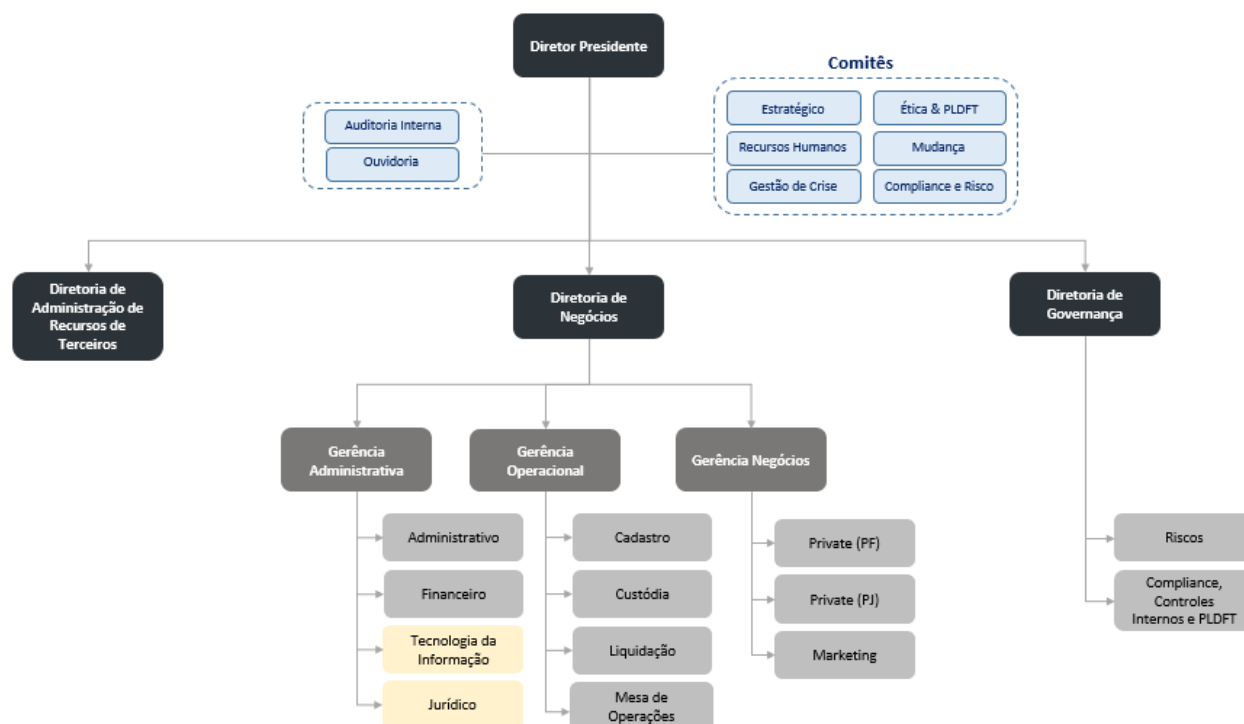 Diretor Presidente
Comitês
Auditoria Interna
Ouvidoria
Estratégico
Ética & PLDFT
Recursos Humanos
Mudança
Gestão de Crise
Compliance e Risco
Diretoria de
Administração de
Recursos de
Terceiros
Diretoria de
Negócios
Diretoria de
Governança
Gerência
Administrativa
Gerência
Operacional
Gerência Negócios
Administrativo
Financeiro
Tecnologia da
Informação
Jurídico
Cadastro
Custódia
Liquidação
Mesa de
Operações
Private (PF)
Private (PJ)
Marketing
Riscos
Compliance,
Controles
Internos e PLDFT